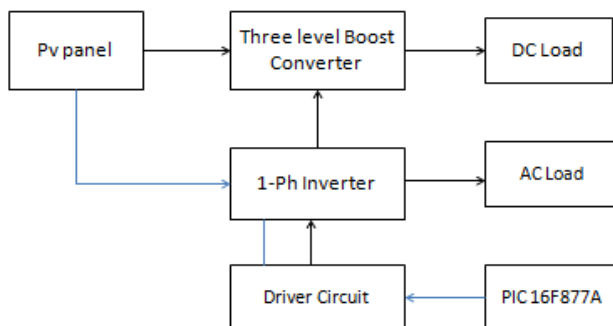 Pv panel
Three level Boost
Converter
DC Load
1-Ph Inverter
AC Load
Driver Circuit
PIC 16F877A